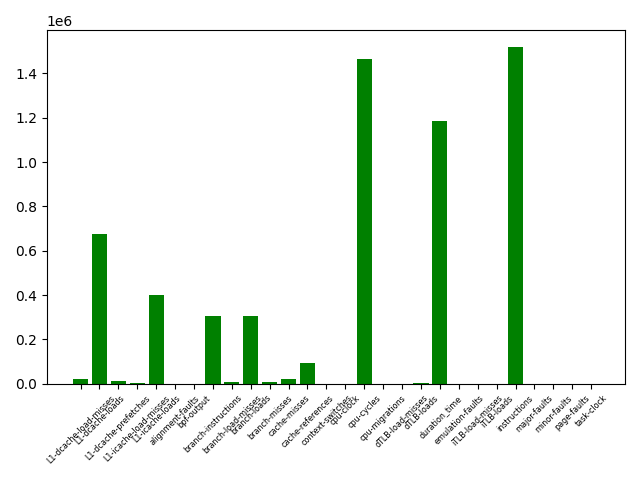 1e6
1.4
1.2
1.0
0.8
0.6
0.4
0.2
0.0
L1-dcache-load-misses
L1-dcache-loads
L1-dcache-prefetches
L1-icache-load-misses
L1-icache-loads
alignment-faults
bpf-output
branch-instructions
branch-load-misses
branch-loads
branch-misses
cache-misses
cache-references
context-switches
cpu-clock
cpu-cycles
cpu-migrations
dTLB-load-misses
dTLB-loads
duration_time
emulation-faults
iTLB-load-misses
iTLB-loads
instructions
major-faults
minor-faults
page-faults
task-clock